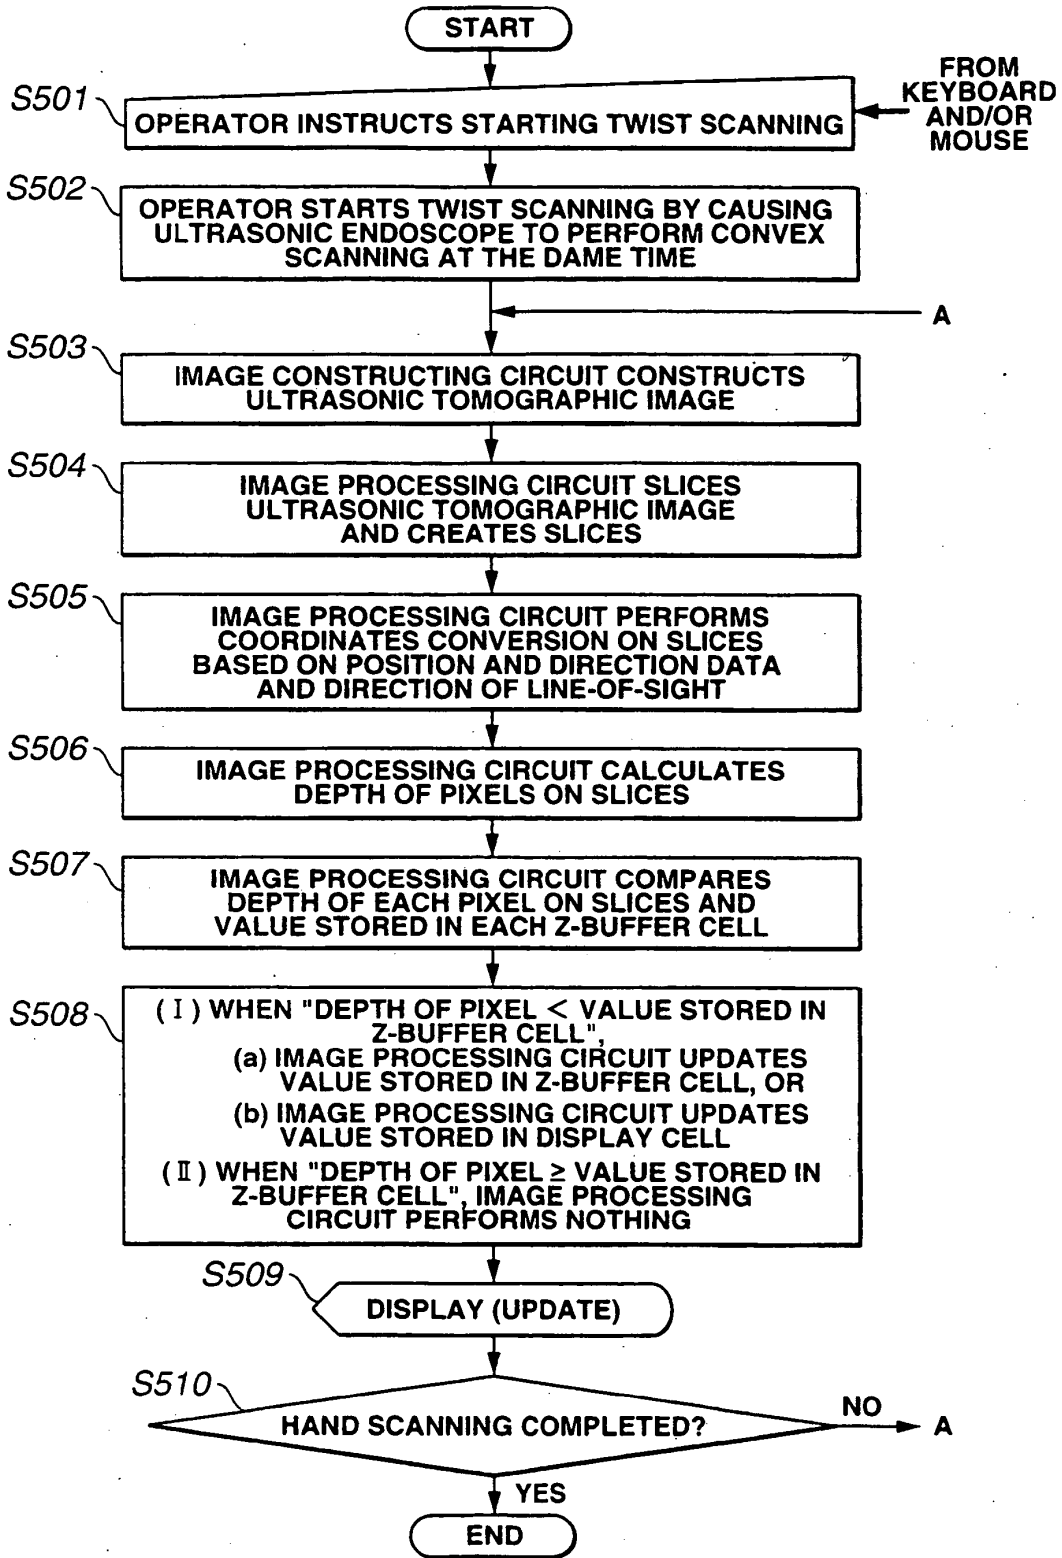 START
FROM
KEYBOARD
AND/OR
MOUSE
S501
OPERATOR INSTRUCTS STARTING TWIST SCANNING
S502
OPERATOR STARTS TWIST SCANNING BY CAUSING
ULTRASONIC ENDOSCOPE TO PERFORM CONVEX
SCANNING AT THE DAME TIME
A
S503
IMAGE CONSTRUCTING CIRCUIT CONSTRUCTS
ULTRASONIC TOMOGRAPHIC IMAGE
S504
IMAGE PROCESSING CIRCUIT SLICES
ULTRASONIC TOMOGRAPHIC IMAGE
AND CREATES SLICES
S505
IMAGE PROCESSING CIRCUIT PERFORMS
COORDINATES CONVERSION ON SLICES
BASED ON POSITION AND DIRECTION DATA
AND DIRECTION OF LINE-OF-SIGHT
S506
IMAGE PROCESSING CIRCUIT CALCULATES
DEPTH OF PIXELS ON SLICES
S507
IMAGE PROCESSING CIRCUIT COMPARES
DEPTH OF EACH PIXEL ON SLICES AND
VALUE STORED IN EACH Z-BUFFER CELL
S508
(Ⅰ) WHEN "DEPTH OF PIXEL < VALUE STORED IN
Z-BUFFER CELL",
(a) IMAGE PROCESSING CIRCUIT UPDATES
VALUE STORED IN Z-BUFFER CELL, OR
(b) IMAGE PROCESSING CIRCUIT UPDATES
VALUE STORED IN DISPLAY CELL
(Ⅱ) WHEN "DEPTH OF PIXEL ≥ VALUE STORED IN
Z-BUFFER CELL", IMAGE PROCESSING
CIRCUIT PERFORMS NOTHING
S509
DISPLAY (UPDATE)
S510
HAND SCANNING COMPLETED?
NO
A
YES
END